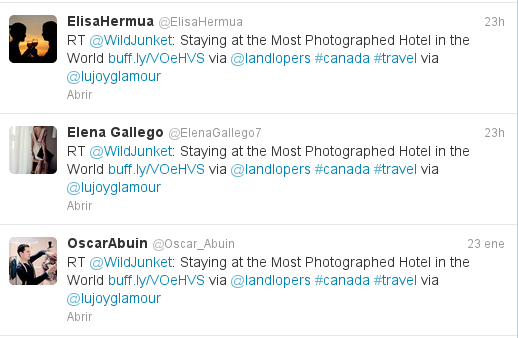 ElisaHermua @ElisaHermua 23h
RT @WildJunket: Staying at the Most Photographed Hotel in the
World buff.ly/VOeHVS via @landlopers #canada #travel via
@lujoyglamour
Abrir
Elena Gallego @ElenaGallego7 23h
RT @WildJunket: Staying at the Most Photographed Hotel in the
World buff.ly/VOeHVS via @landlopers #canada #travel via
@lujoyglamour
Abrir
OscarAbuin @Oscar_Abuin 23 ene
RT @WildJunket: Staying at the Most Photographed Hotel in the
World buff.ly/VOeHVS via @landlopers #canada #travel via
@lujoyglamour
Abrir